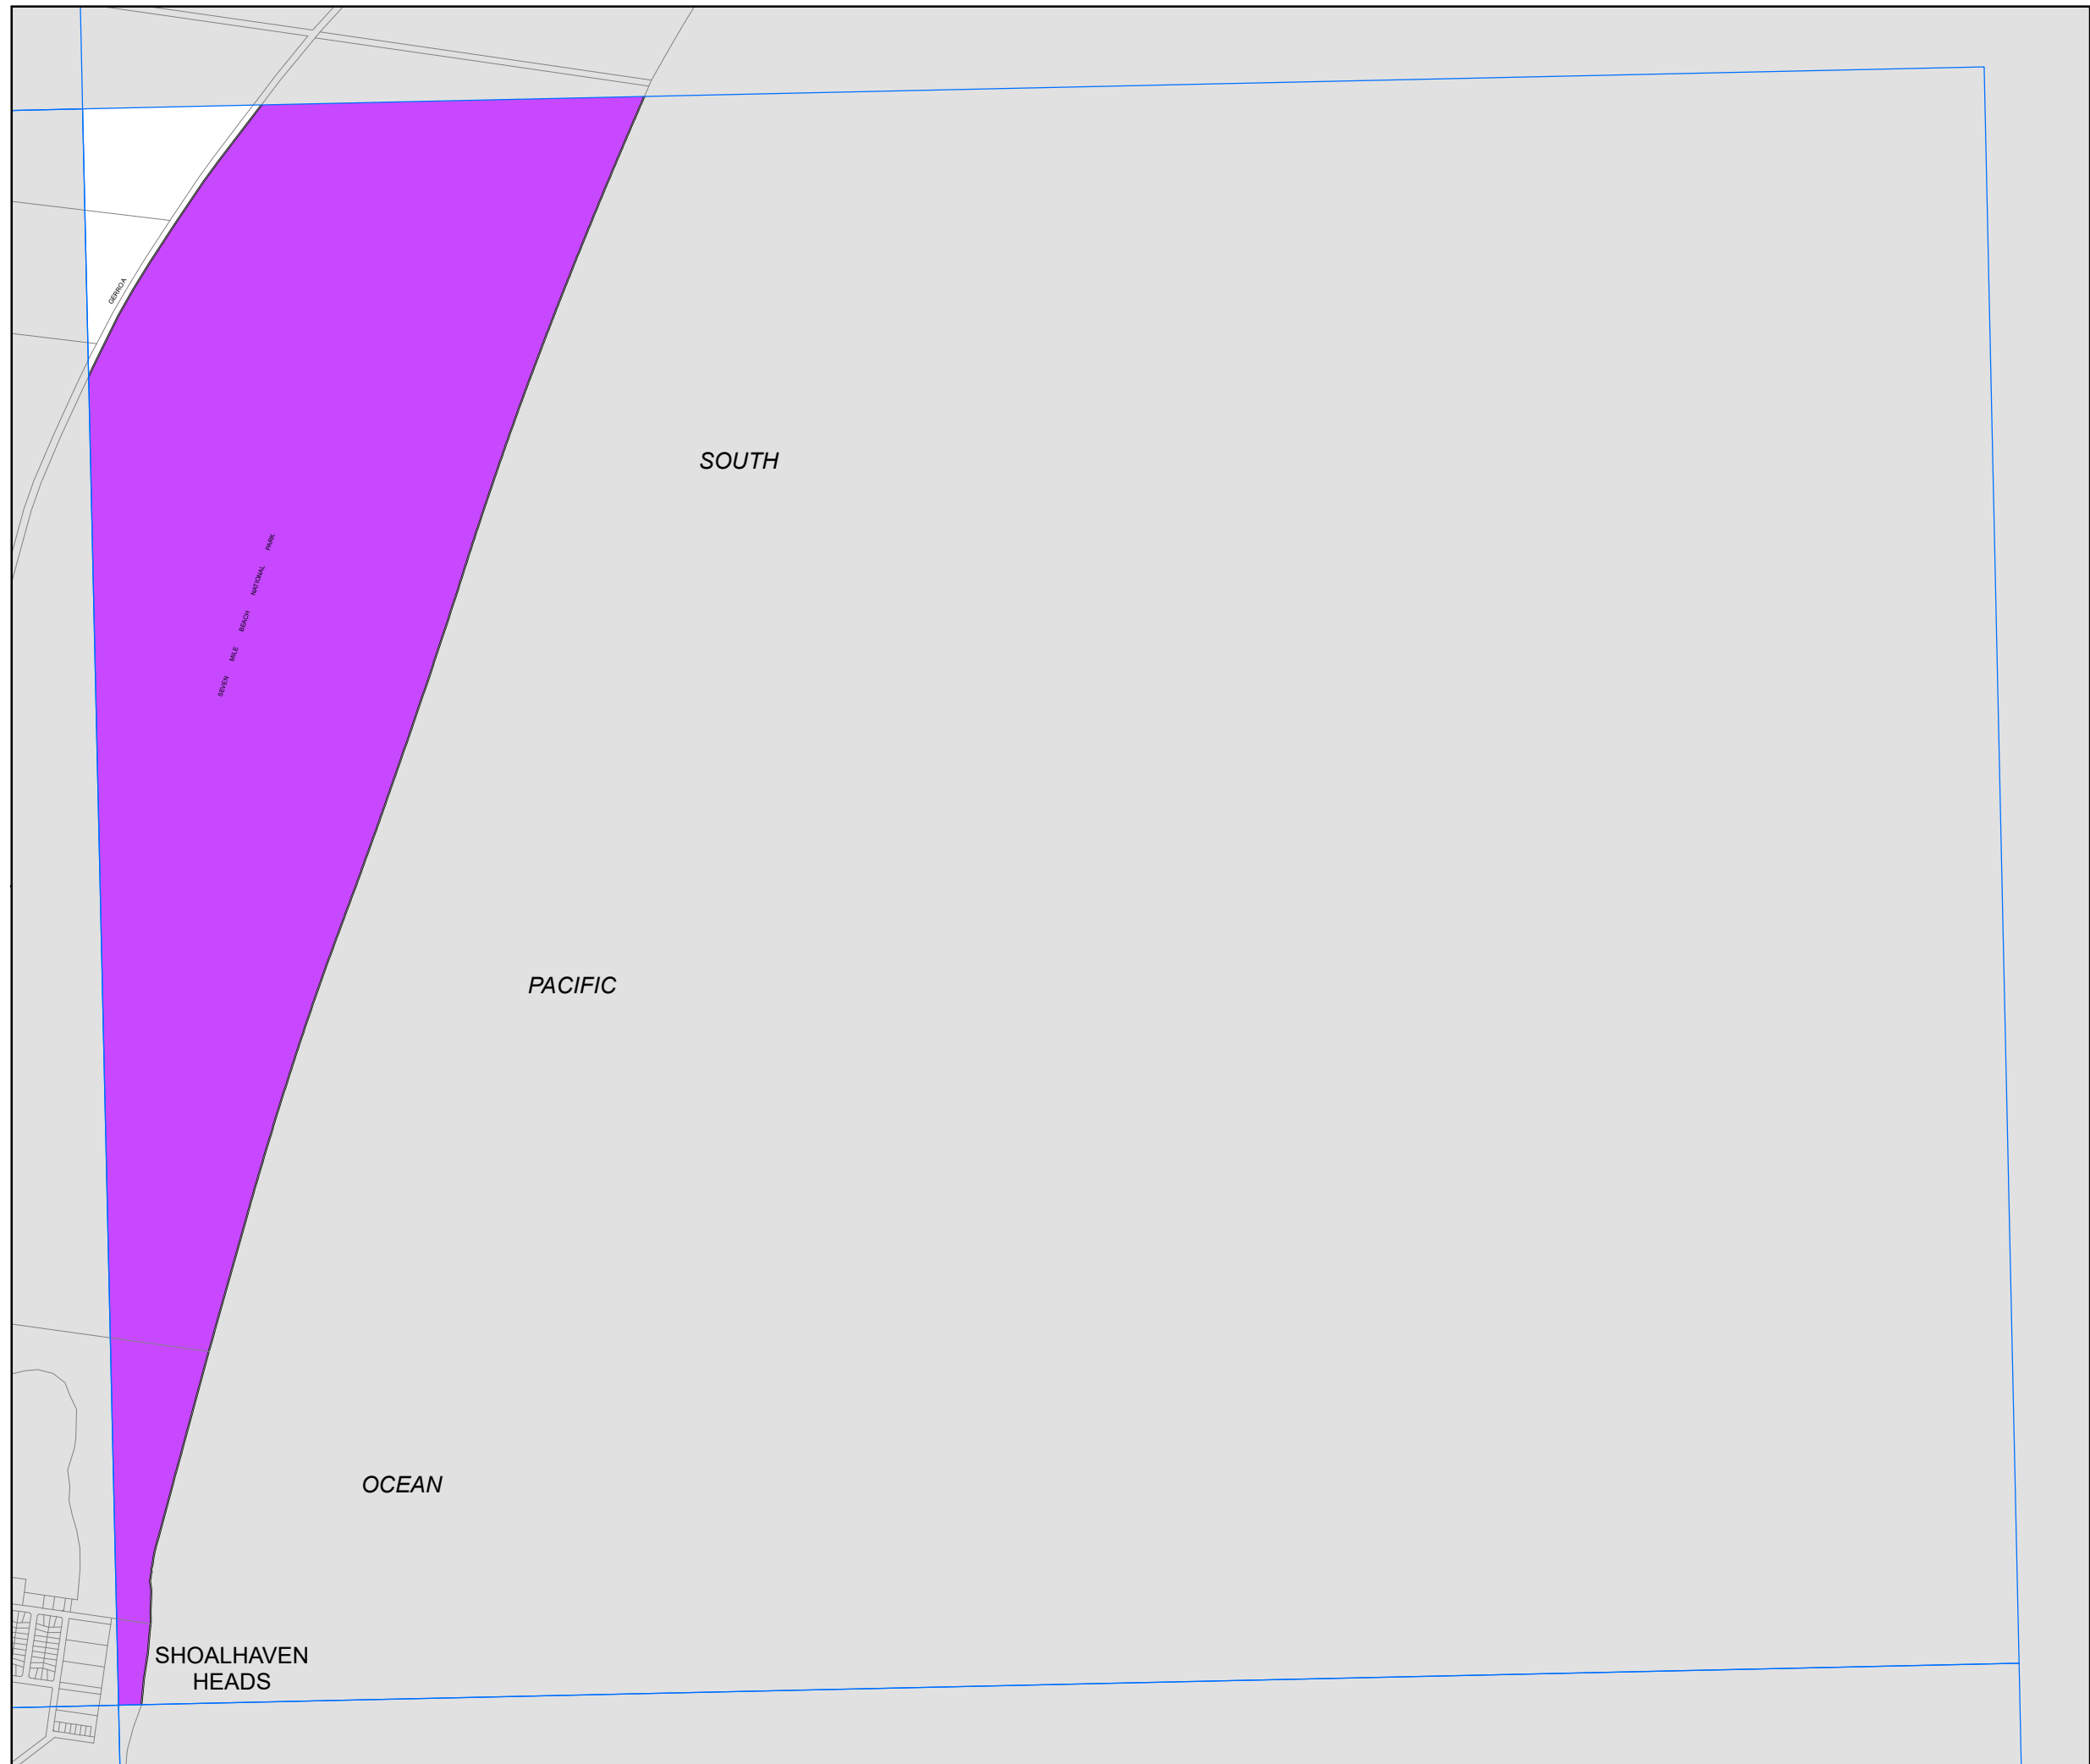 GERROA
SOUTH
SEVEN MILE BEACH NATIONAL PARK
PACIFIC
OCEAN
SHOALHAVEN
HEADS